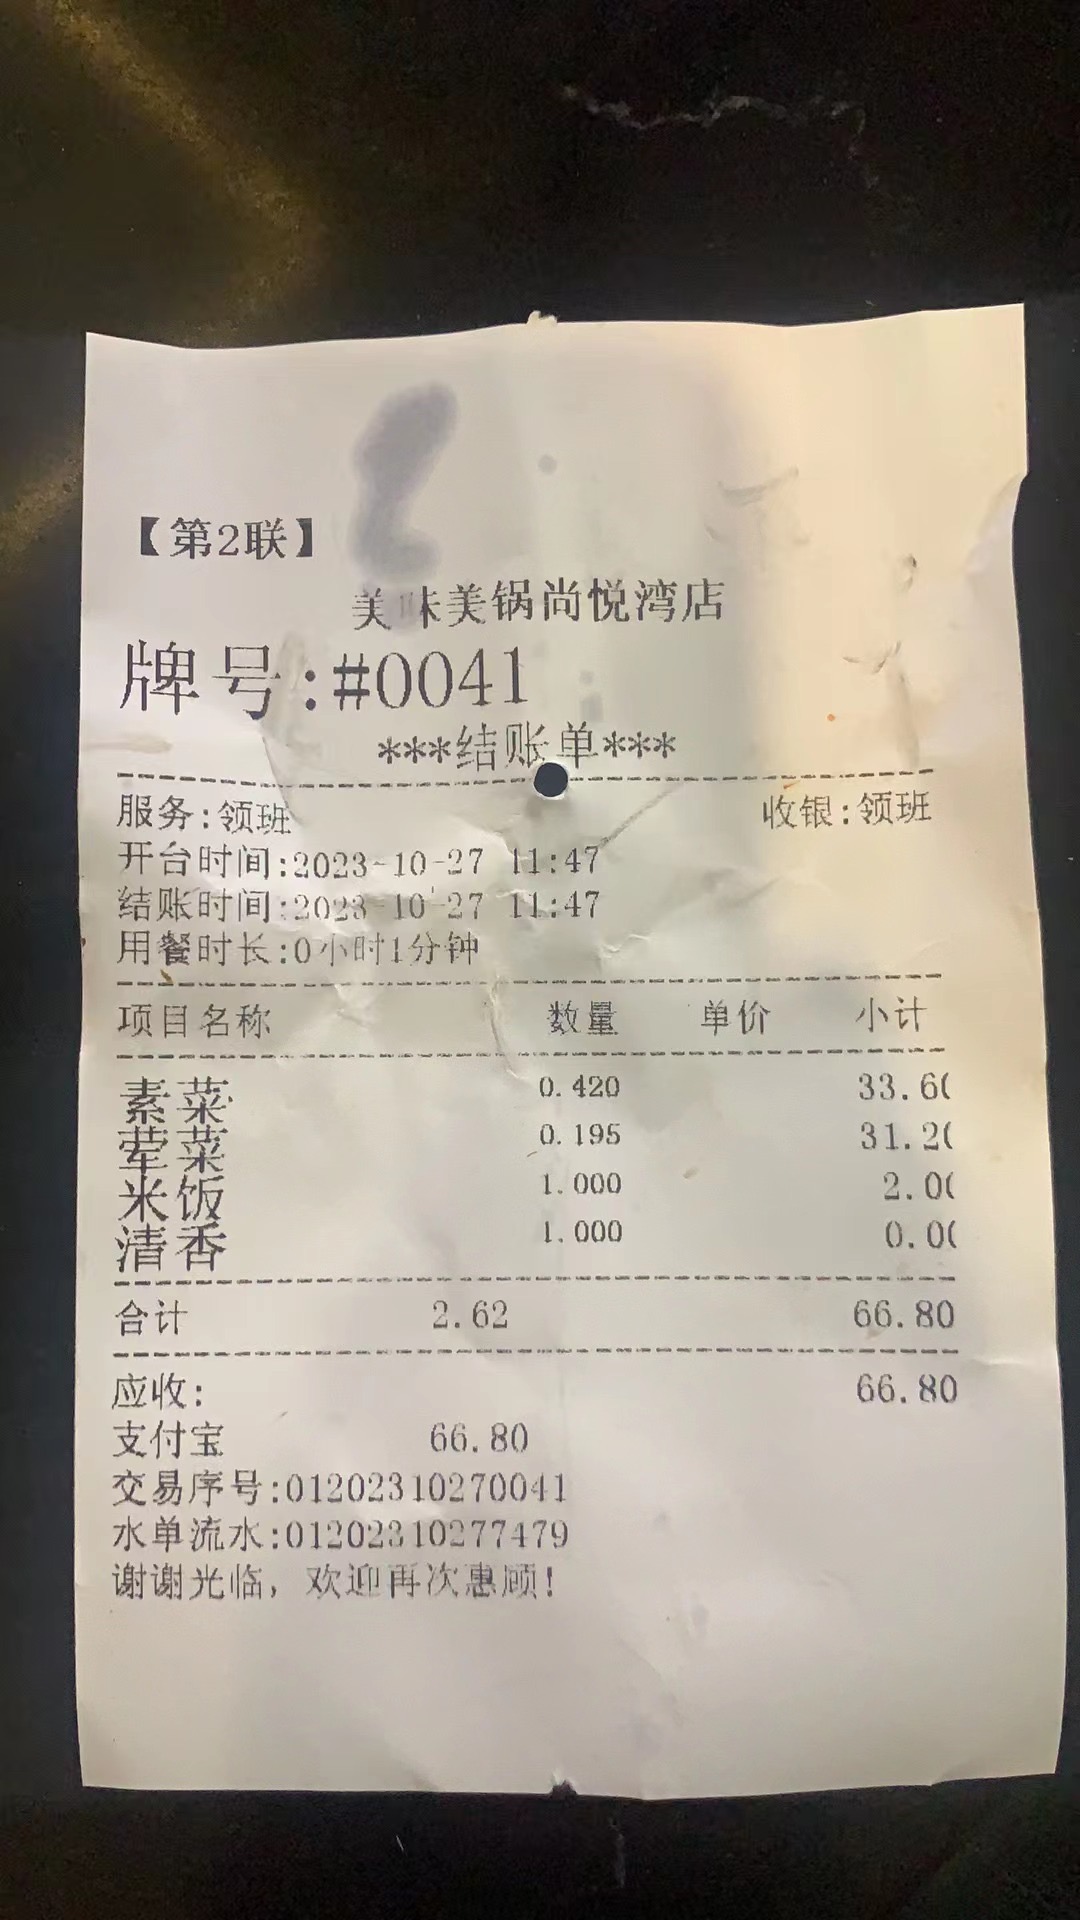 【第2联】
美味美锅尚悦湾店
牌号:#0041
***结账单***
服务:领班 收银:领班
开台时间:2023-10-27 11:47
结账时间:2023-10-27 11:47
用餐时长:0小时1分钟
项目名称 数量 单价 小计
素菜 0.420 33.6(
荤菜 0.195 31.2(
米饭 1.000 2.0(
清香 1.000 0.0(
合计 2.62 66.80
应收: 66.80
支付宝 66.80
交易序号:01202310270041
水单流水:01202310277479
谢谢光临，欢迎再次惠顾!